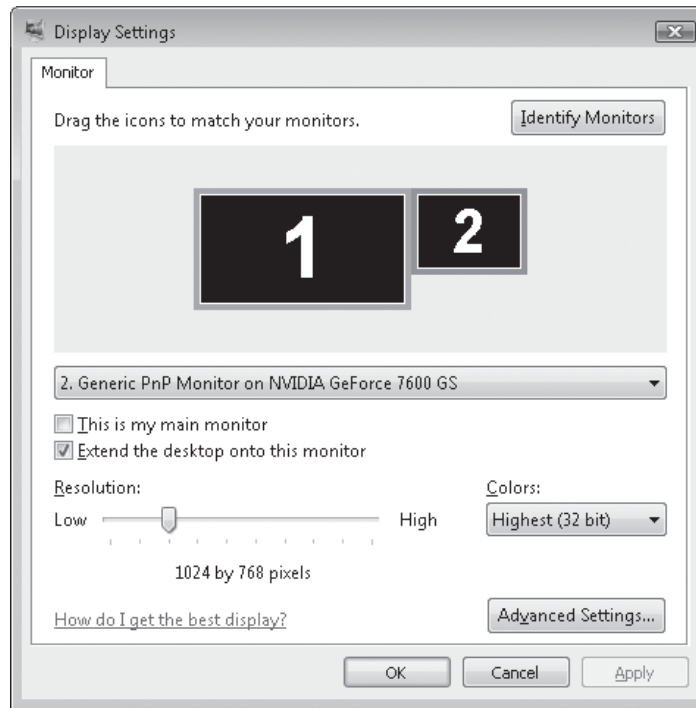 Display Settings
Monitor
Drag the icons to match your monitors.
Identify Monitors
1
2
2. Generic PnP Monitor on NVIDIA GeForce 7600 GS
This is my main monitor
Extend the desktop onto this monitor
Resolution:
Low
High
1024 by 768 pixels
Colors:
Highest (32 bit)
How do I get the best display?
Advanced Settings...
OK
Cancel
Apply